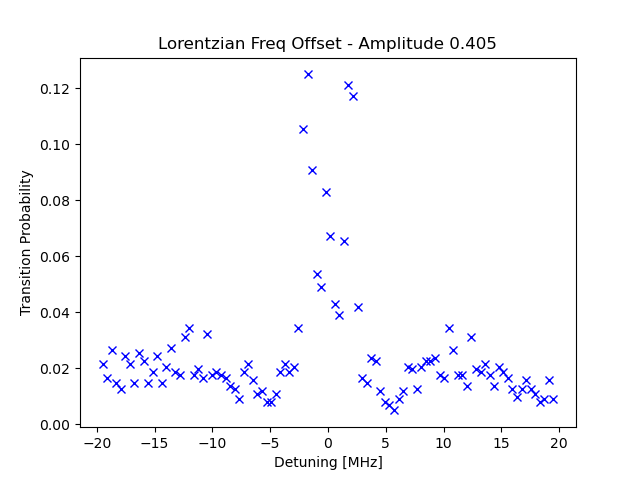 Lorentzian Freq Offset - Amplitude 0.405
0.12
0.10
0.08
0.06
0.04
0.02
0.00
Transition Probability
−20 −15 −10 −5 0 5 10 15 20
Detuning [MHz]